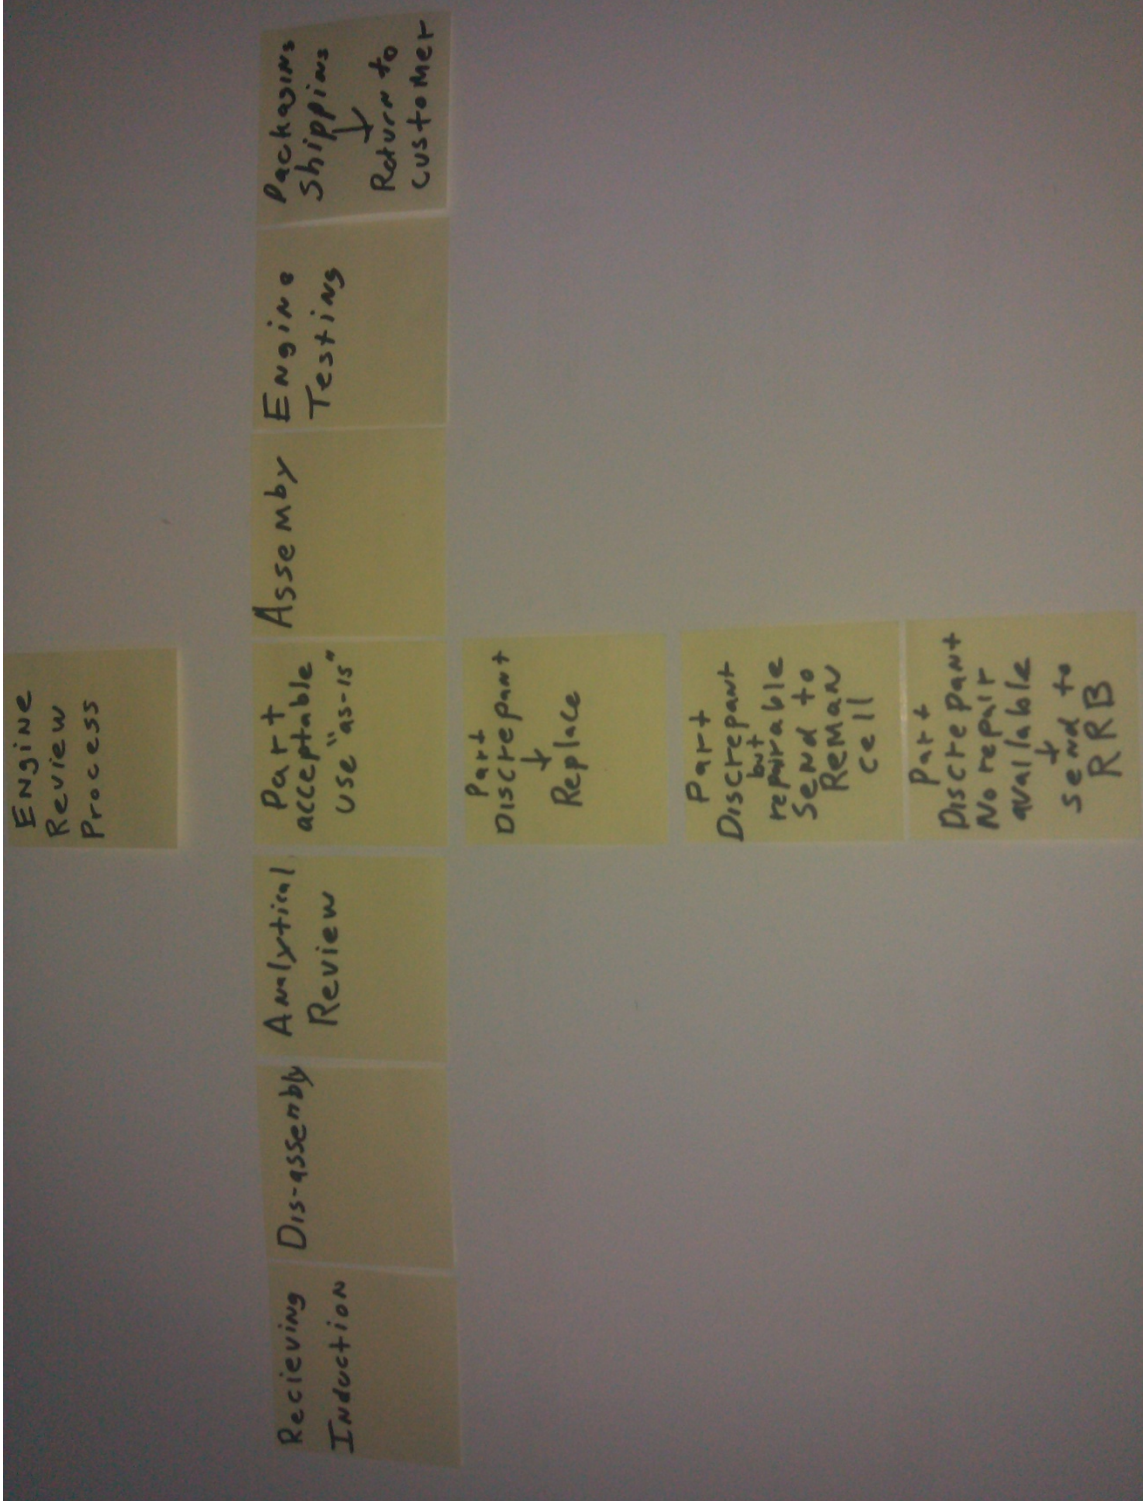 Engine
Review
Process
Recieving
Induction
Dis-assembly
Analytical
Review
Part
acceptable
use "as-is"
Part
Discrepant
↓
Replace
Part
Discrepant
but
repairable
Send to
Reman
cell
Part
Discrepant
No repair
available
↓
send to
RRB
Assemby
Engine
Testing
Packaging
Shipping
↓
Return to
customer